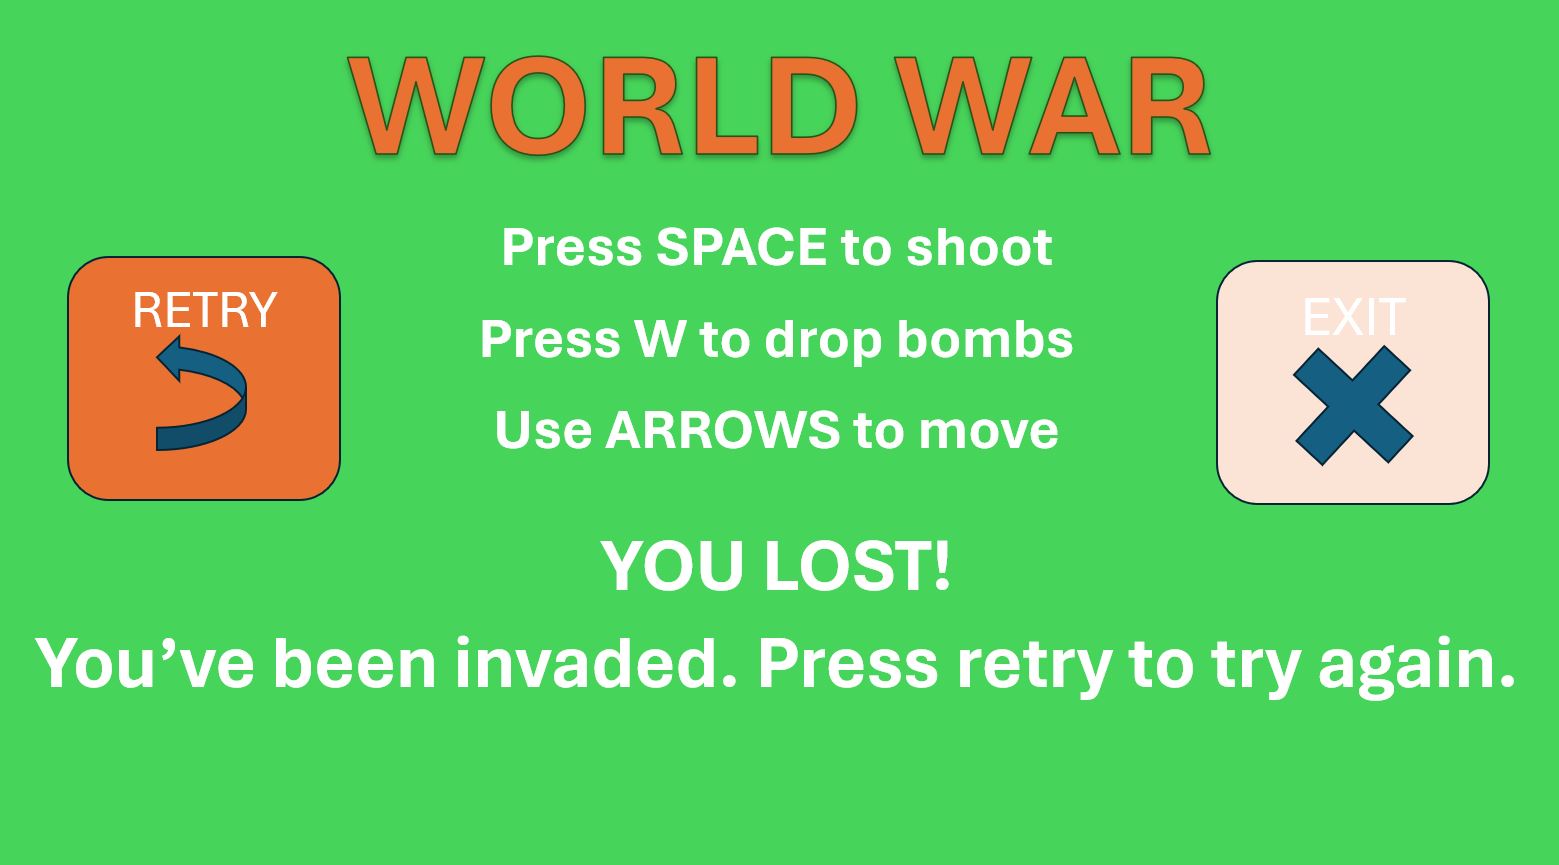 WORLD WAR
Press SPACE to shoot
RETRY
EXIT
Press W to drop bombs
Use ARROWS to move
YOU LOST!
You’ve been invaded. Press retry to try again.